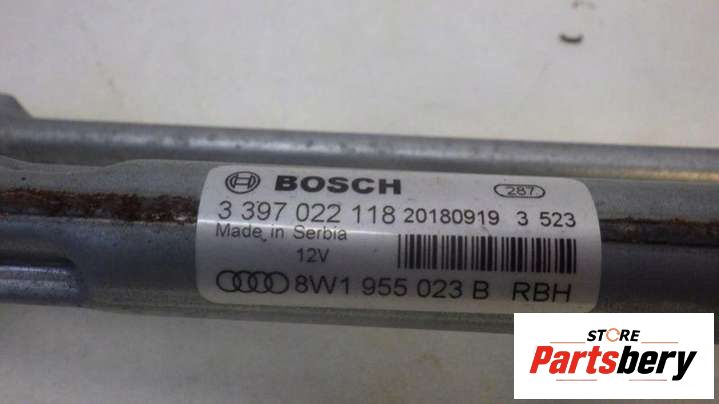 BOSCH 287
3 397 022 118 20180919 3 523
Made in Serbia
12V
8W1 955 023 B RBH
STORE
Partsbery